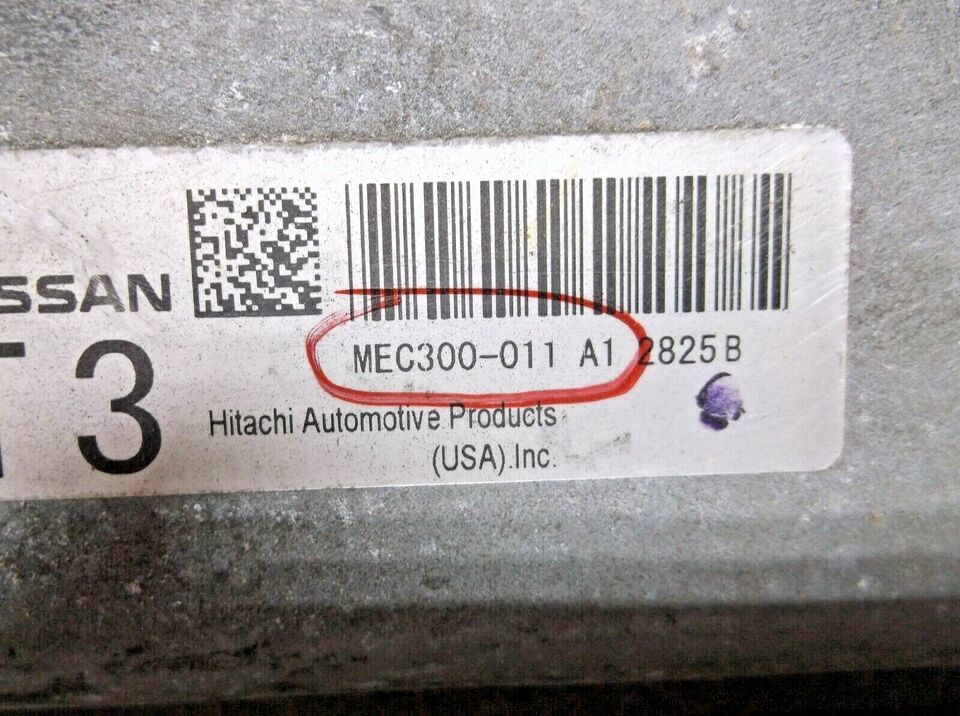 SSAN
MEC300-011 A1 2825B
3
Hitachi Automotive Products
(USA).Inc.